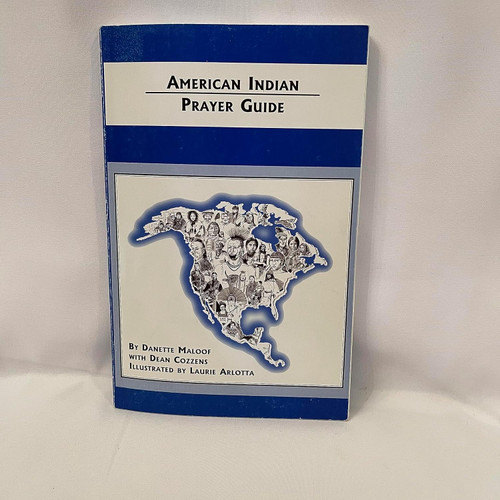 AMERICAN INDIAN
PRAYER GUIDE
BY DANETTE MALOOF
WITH DEAN COZZENS
ILLUSTRATED BY LAURIE ARLOTTA